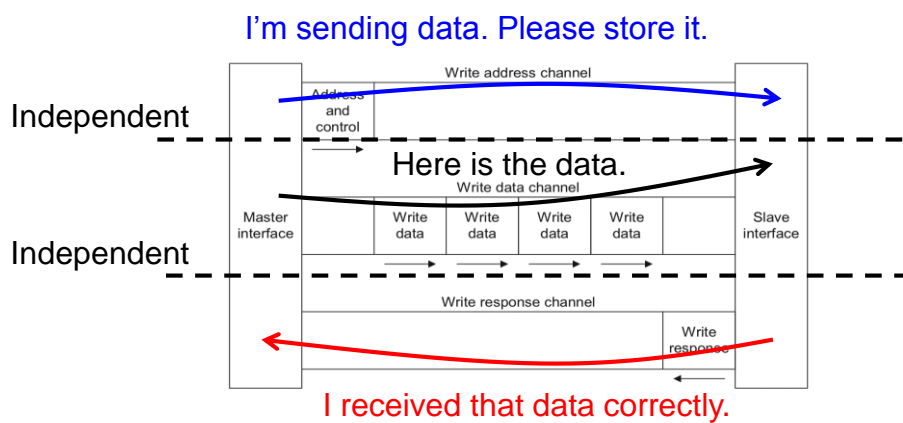 I’m sending data. Please store it.
Write address channel
Address
and
control
Independent
Here is the data.
Write data channel
Master
interface
Write
data
Write
data
Write
data
Write
data
Slave
interface
Independent
Write response channel
Write
response
I received that data correctly.